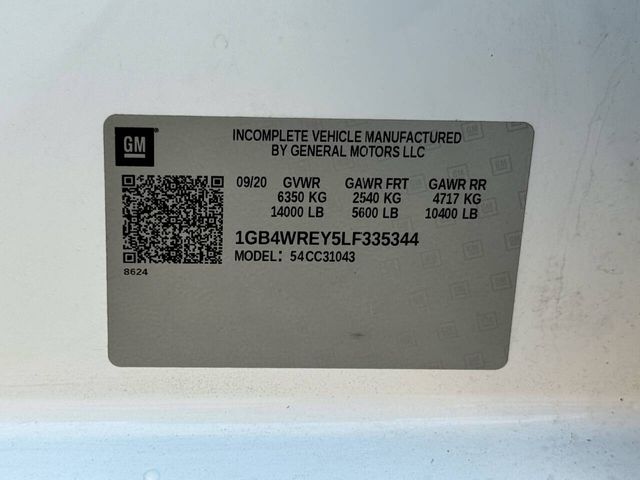 GM
INCOMPLETE VEHICLE MANUFACTURED
BY GENERAL MOTORS LLC
09/20 GVWR GAWR FRT GAWR RR
6350 KG 2540 KG 4717 KG
14000 LB 5600 LB 10400 LB
1GB4WREY5LF335344
MODEL: 54CC31043
8624